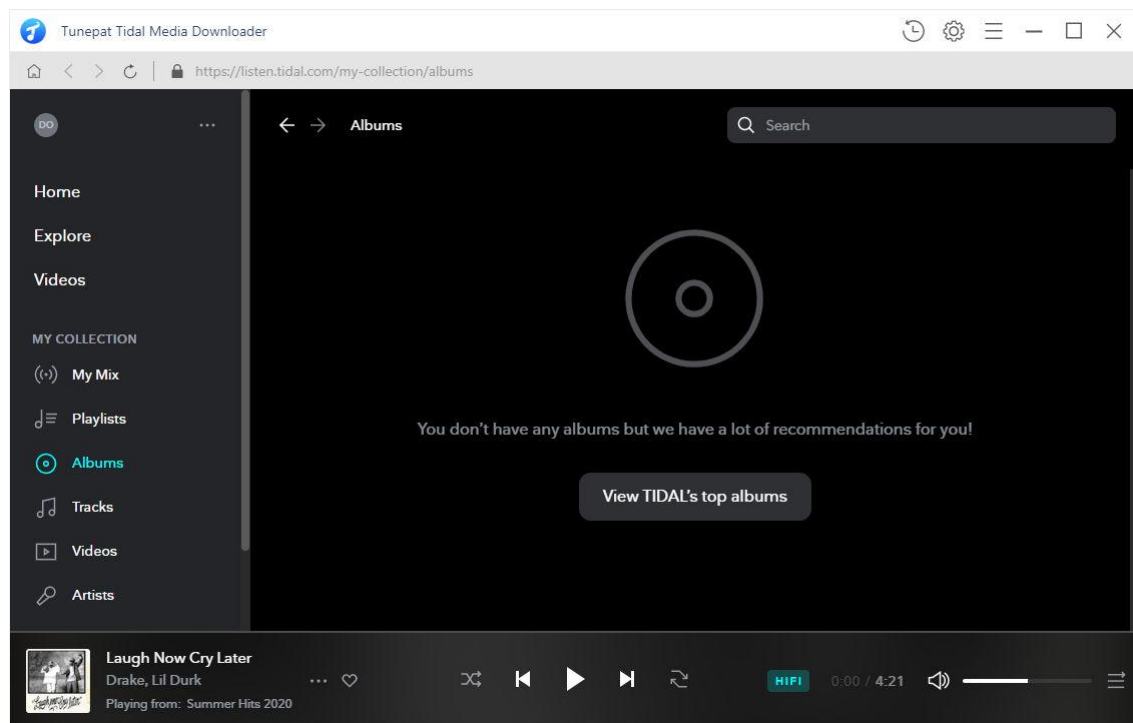 Tunepat Tidal Media Downloader
https://listen.tidal.com/my-collection/albums
DO
Albums
Search
Home
Explore
Videos
MY COLLECTION
My Mix
Playlists
Albums
Tracks
Videos
Artists
You don't have any albums but we have a lot of recommendations for you!
View TIDAL's top albums
Laugh Now Cry Later
Drake, Lil Durk
Playing from: Summer Hits 2020
HIFI
0:00 / 4:21